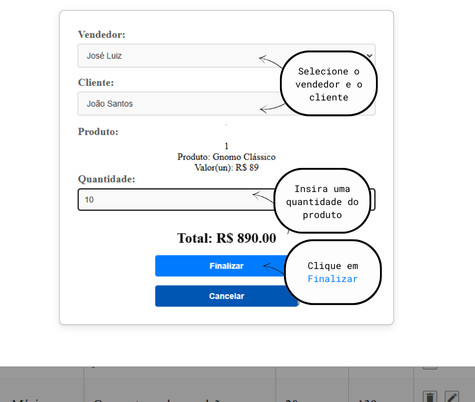 Vendedor:
José Luiz
Selecione o
vendedor e o
cliente
Cliente:
João Santos
Produto:
1
Produto: Gnomo Clássico
Valor(un): R$ 89
Quantidade:
10
Insira uma
quantidade do
produto
Total: R$ 890.00
Finalizar
Clique em
Finalizar
Cancelar